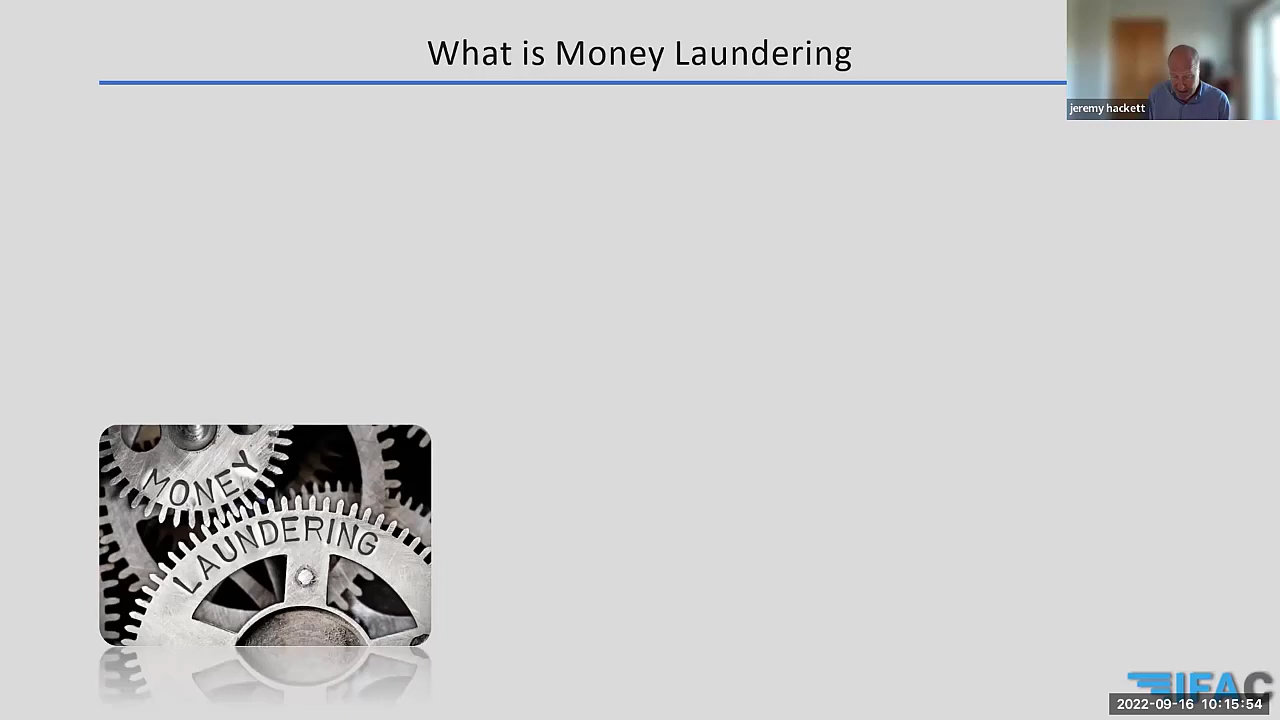 What is Money Laundering
jeremy hackett
MONEY
LAUNDERING
IFAC
2022-09-16 10:15:54